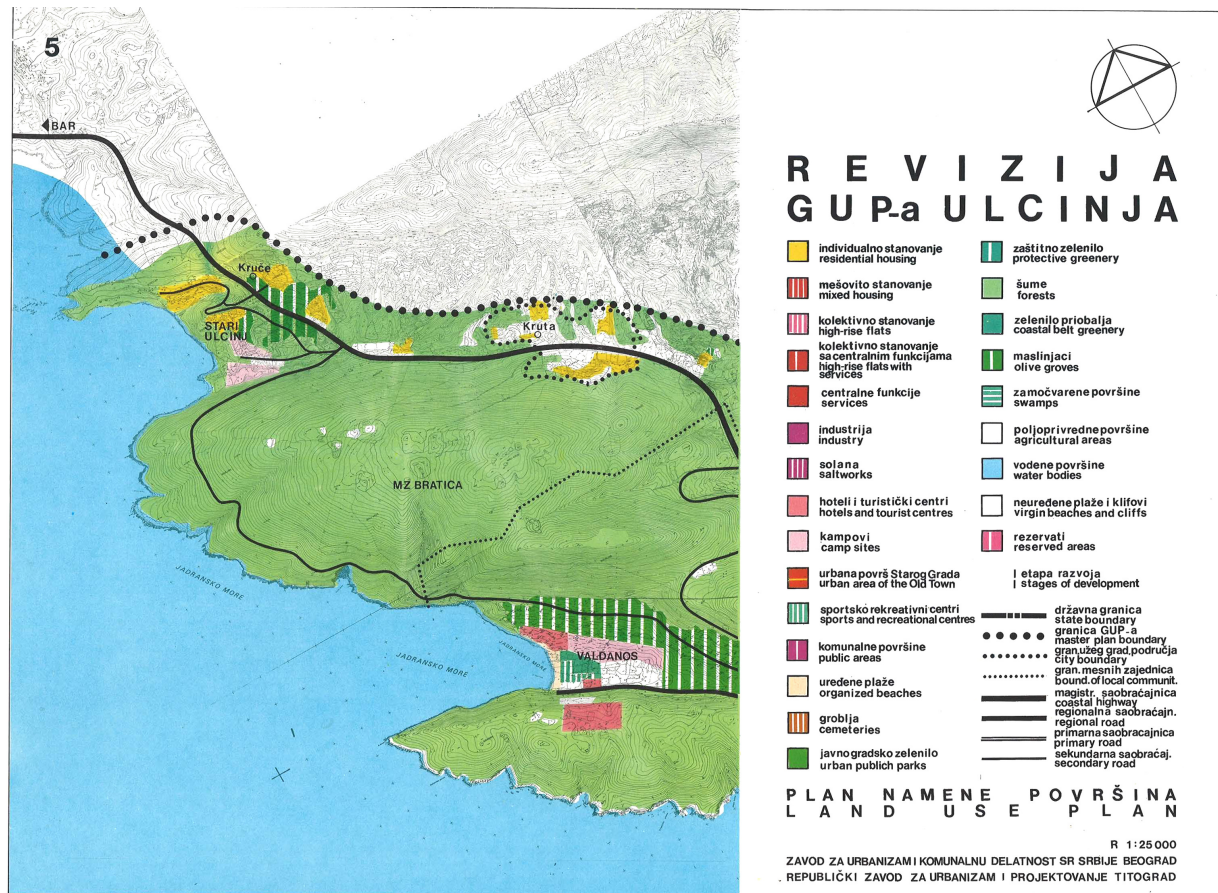 5
BAR
Kruče
STARI
ULCINJ
Kruta
MZ BRATICA
JADRANSKO MORE
JADRANSKO MORE
JADRANSKO MORE
VALDANOS
REVIZIJA
GUP-a ULCINJA
individualno stanovanje
residential housing
mešovito stanovanje
mixed housing
kolektivno stanovanje
high-rise flats
kolektivno stanovanje
sa centralnim funkcijama
high-rise flats with
services
centralne funkcije
services
industrija
industry
solana
saltworks
hoteli i turistički centri
hotels and tourist centres
kampovi
camp sites
urbana površ Starog Grada
urban area of the Old Town
sportsko rekreativni centri
sports and recreational centres
komunalne površine
public areas
uređene plaže
organized beaches
groblja
cemeteries
javno gradsko zelenilo
urban publich parks
zaštitno zelenilo
protective greenery
šume
forests
zelenilo priobalja
coastal belt greenery
maslinjaci
olive groves
zamočvarene površine
swamps
poljoprivredne površine
agricultural areas
vodene površine
water bodies
neuređene plaže i klifovi
virgin beaches and cliffs
rezervati
reserved areas
I etapa razvoja
I stages of development
državna granica
state boundary
granica GUP-a
master plan boundary
gran.užeg grad.područja
city boundary
gran. mesnih zajednica
bound. of local communit.
magistr. saobraćajnica
coastal highway
regionalna saobraćajn.
regional road
primarna saobracajnica
primary road
sekundarna saobraćaj.
secondary road
PLAN NAMENE POVRŠINA
LAND USE PLAN
R 1:25 000
ZAVOD ZA URBANIZAM I KOMUNALNU DELATNOST SR SRBIJE BEOGRAD
REPUBLIČKI ZAVOD ZA URBANIZAM I PROJEKTOVANJE TITOGRAD